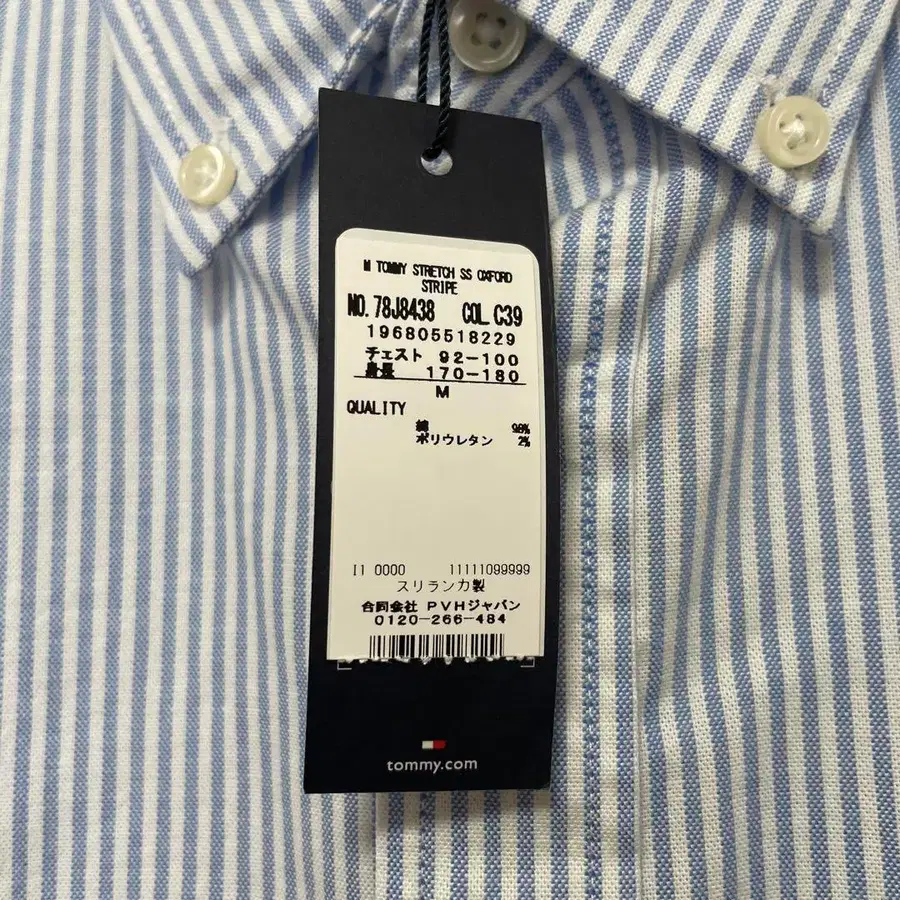 M TOMMY STRETCH SS OXFORD
STRIPE
NO. 78J8438 COL C39
196805518229
チェスト 92-100
身長 170-180
M
QUALITY
綿 98%
ポリウレタン 2%
I1 0000 11111099999
スリランカ製
合同会社 PVHジャパン
0120-266-484
tommy.com